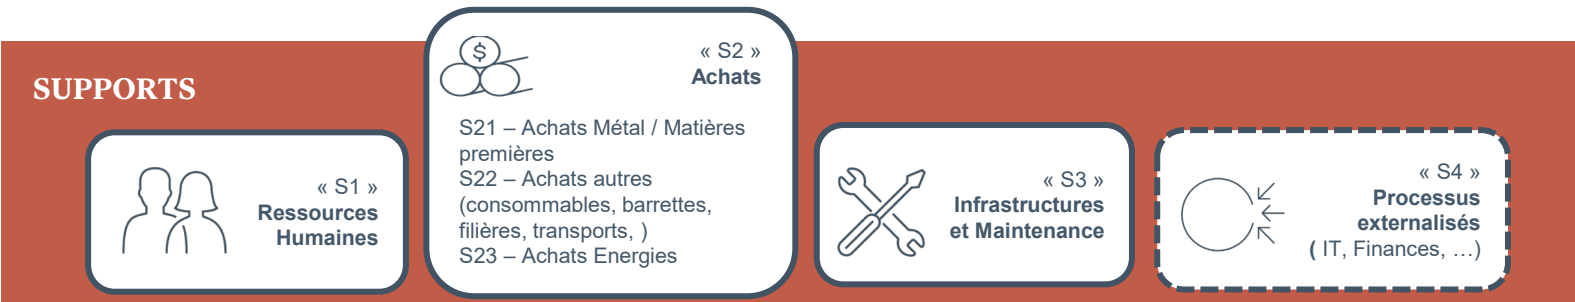 SUPPORTS
« S1 »
Ressources
Humaines
$
« S2 »
Achats
S21 – Achats Métal / Matières
premières
S22 – Achats autres
(consommables, barrettes,
filières, transports, )
S23 – Achats Energies
« S3 »
Infrastructures
et Maintenance
« S4 »
Processus
externalisés
( IT, Finances, …)